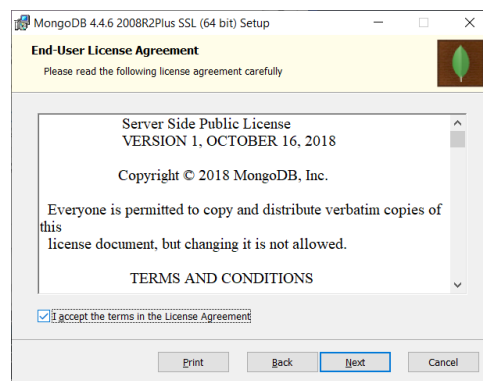 MongoDB 4.4.6 2008R2Plus SSL (64 bit) Setup
End-User License Agreement
Please read the following license agreement carefully
Server Side Public License
VERSION 1, OCTOBER 16, 2018
Copyright © 2018 MongoDB, Inc.
Everyone is permitted to copy and distribute verbatim copies of
this
license document, but changing it is not allowed.
TERMS AND CONDITIONS
I accept the terms in the License Agreement
Print Back Next Cancel